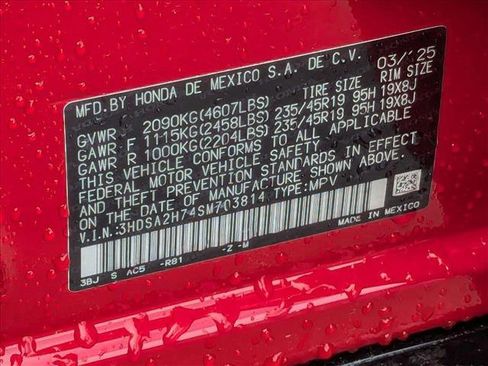 MFD.BY HONDA DE MEXICO S.A. DE C.V. 03/'25
TIRE SIZE RIM SIZE
GVWR 2090KG(4607LBS)
GAWR F 1115KG(2458LBS) 235/45R19 95H 19X8J
GAWR R 1000KG(2204LBS) 235/45R19 95H 19X8J
THIS VEHICLE CONFORMS TO ALL APPLICABLE
FEDERAL MOTOR VEHICLE SAFETY
AND THEFT PREVENTION STANDARDS IN EFFECT
ON THE DATE OF MANUFACTURE SHOWN ABOVE.
V.I.N.:3HDSA2H74SM703814 TYPE: MPV
MADE IN MEXICO
3BJ S AC5 -R81 -Z -M